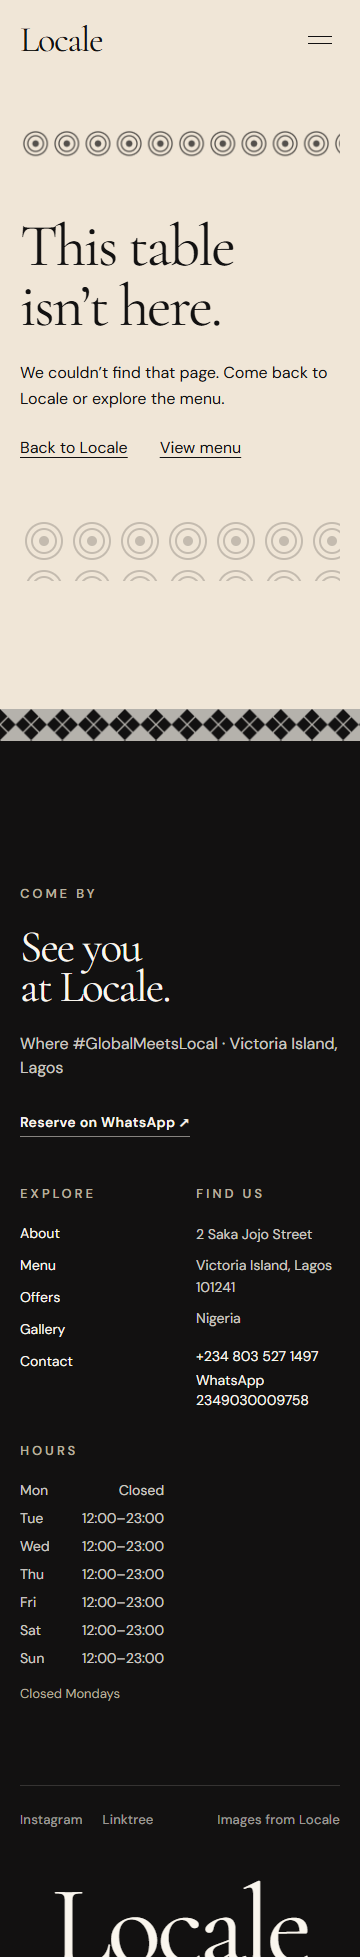 Locale
This table
isn’t here.
We couldn’t find that page. Come back to
Locale or explore the menu.
Back to Locale View menu
COME BY
See you
at Locale.
Where #GlobalMeetsLocal · Victoria Island,
Lagos
Reserve on WhatsApp ↗
EXPLORE
About
Menu
Offers
Gallery
Contact
FIND US
2 Saka Jojo Street
Victoria Island, Lagos
101241
Nigeria
+234 803 527 1497
WhatsApp
2349030009758
HOURS
Mon Closed
Tue 12:00–23:00
Wed 12:00–23:00
Thu 12:00–23:00
Fri 12:00–23:00
Sat 12:00–23:00
Sun 12:00–23:00
Closed Mondays
Instagram Linktree Images from Locale
Locale